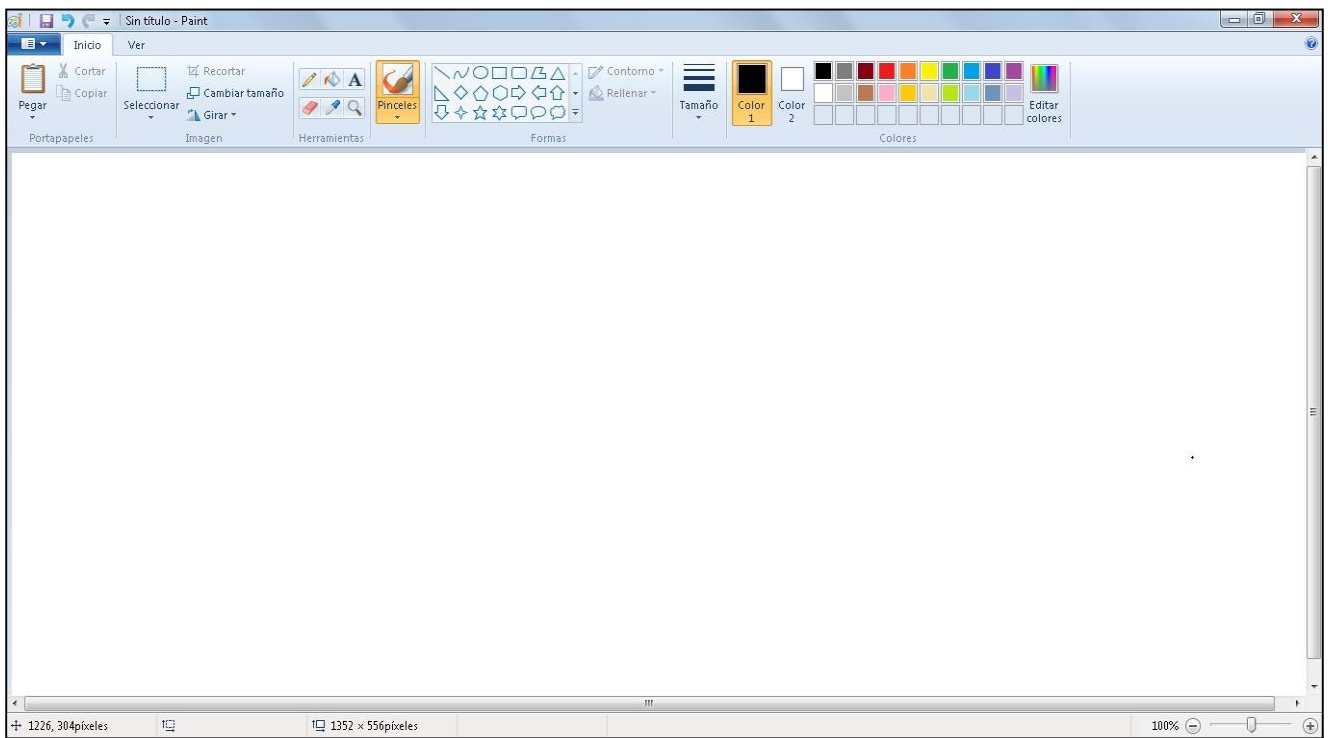 Sin título - Paint
Inicio Ver
Cortar
Copiar
Pegar
Portapapeles
Seleccionar
Recortar
Cambiar tamaño
Girar
Imagen
A
Herramientas
Pinceles
Contorno
Rellenar
Formas
Tamaño
Color 1
Color 2
Editar colores
Colores
1226, 304píxeles
1352 × 556píxeles
100%